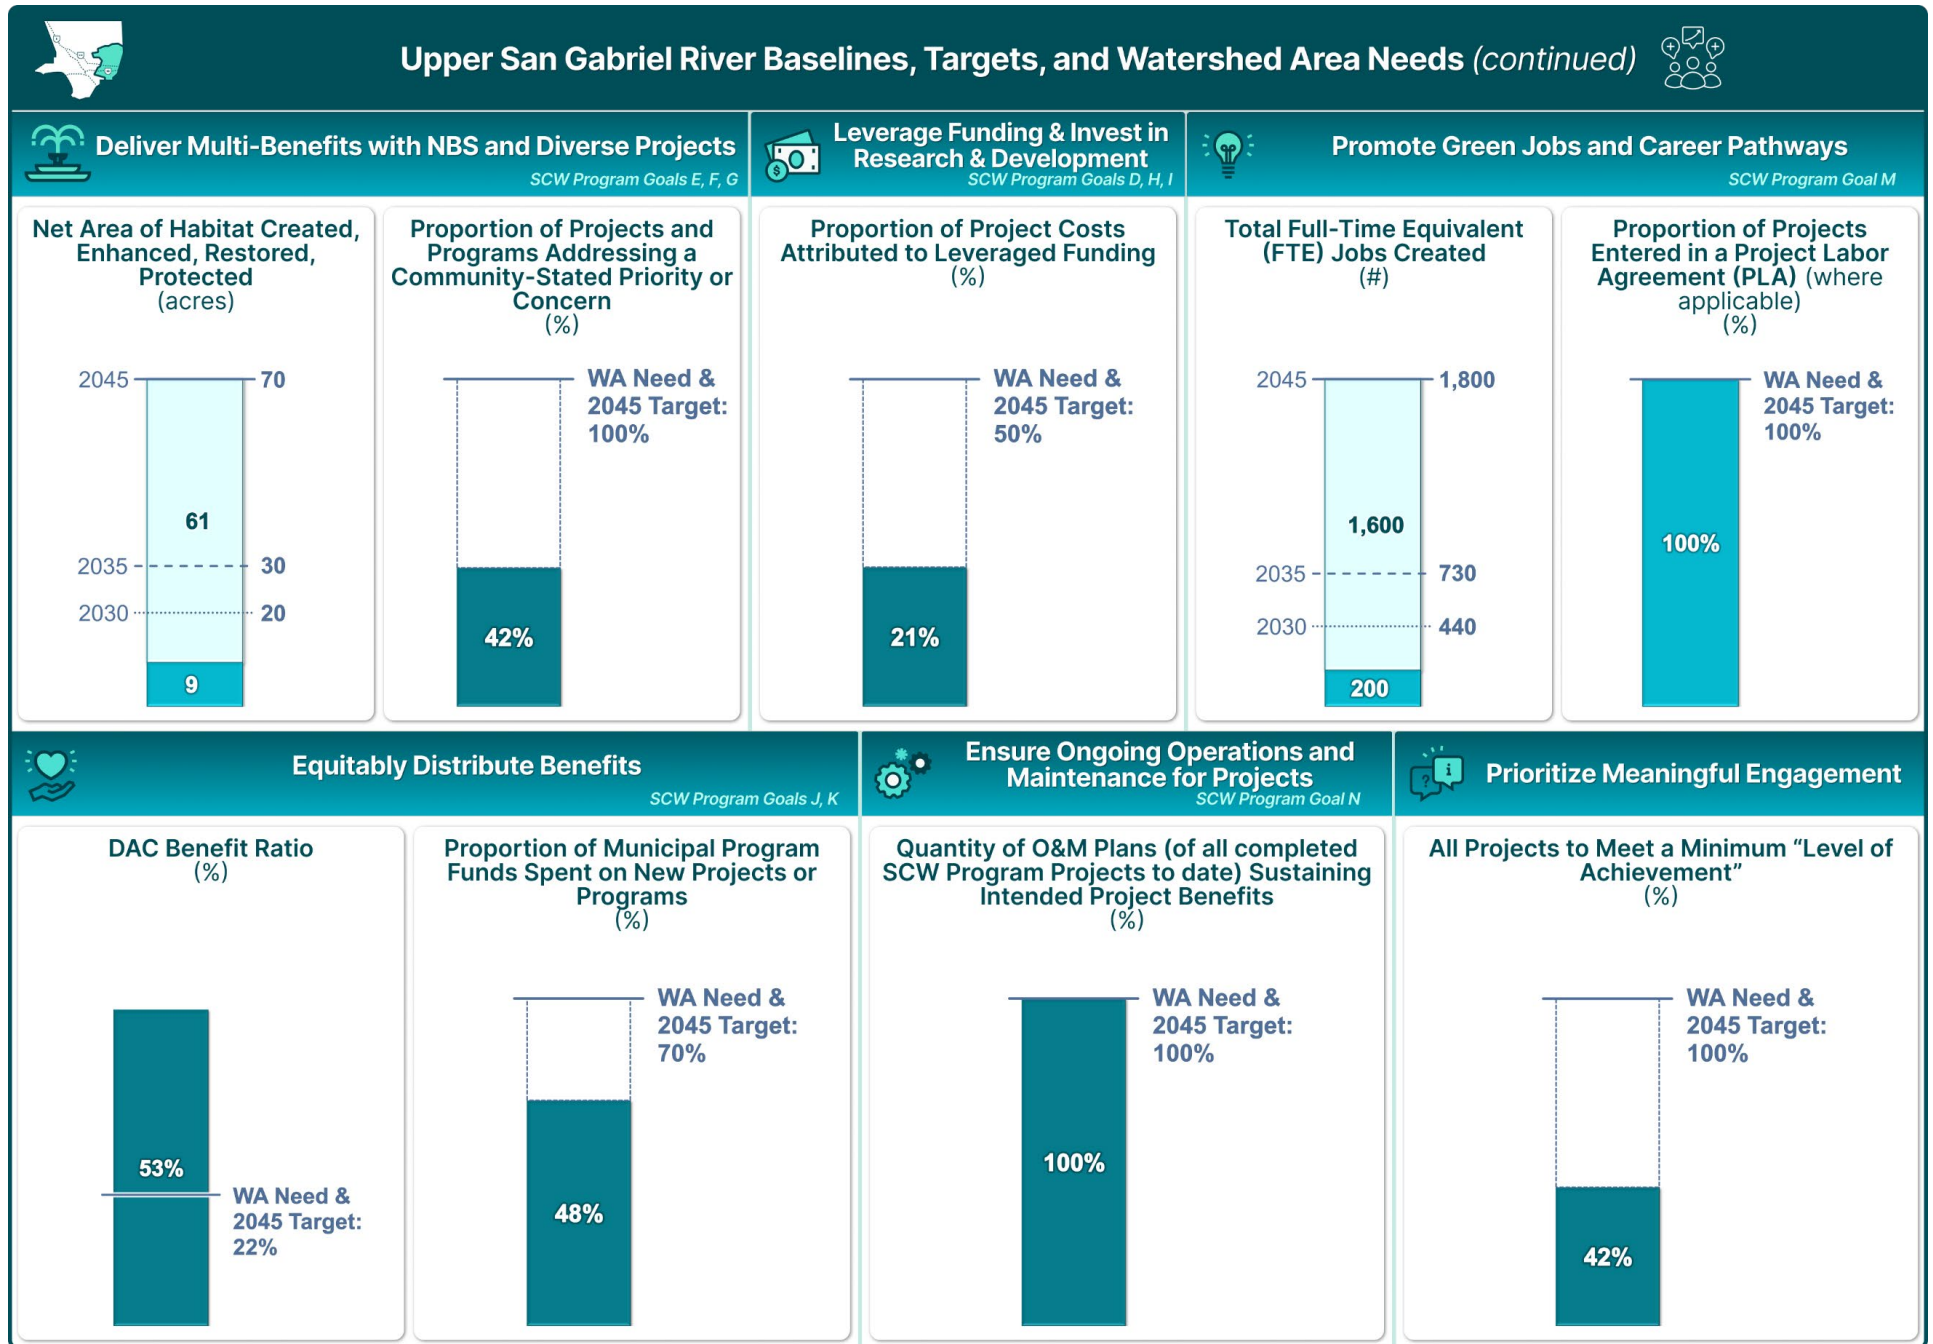 Upper San Gabriel River Baselines, Targets, and Watershed Area Needs (continued)
Deliver Multi-Benefits with NBS and Diverse Projects
SCW Program Goals E, F, G
Net Area of Habitat Created,
Enhanced, Restored,
Protected
(acres)
2045
70
61
2035
30
2030
20
9
Proportion of Projects and
Programs Addressing a
Community-Stated Priority or
Concern
(%)
WA Need &
2045 Target:
100%
42%
Leverage Funding & Invest in
Research & Development
SCW Program Goals D, H, I
Proportion of Project Costs
Attributed to Leveraged Funding
(%)
WA Need &
2045 Target:
50%
21%
Promote Green Jobs and Career Pathways
SCW Program Goal M
Total Full-Time Equivalent
(FTE) Jobs Created
(#)
2045
1,800
1,600
2035
730
2030
440
200
Proportion of Projects
Entered in a Project Labor
Agreement (PLA) (where
applicable)
(%)
WA Need &
2045 Target:
100%
100%
Equitably Distribute Benefits
SCW Program Goals J, K
DAC Benefit Ratio
(%)
53%
WA Need &
2045 Target:
22%
Proportion of Municipal Program
Funds Spent on New Projects or
Programs
(%)
WA Need &
2045 Target:
70%
48%
Ensure Ongoing Operations and
Maintenance for Projects
SCW Program Goal N
Quantity of O&M Plans (of all completed
SCW Program Projects to date) Sustaining
Intended Project Benefits
(%)
WA Need &
2045 Target:
100%
100%
Prioritize Meaningful Engagement
All Projects to Meet a Minimum “Level of
Achievement”
(%)
WA Need &
2045 Target:
100%
42%